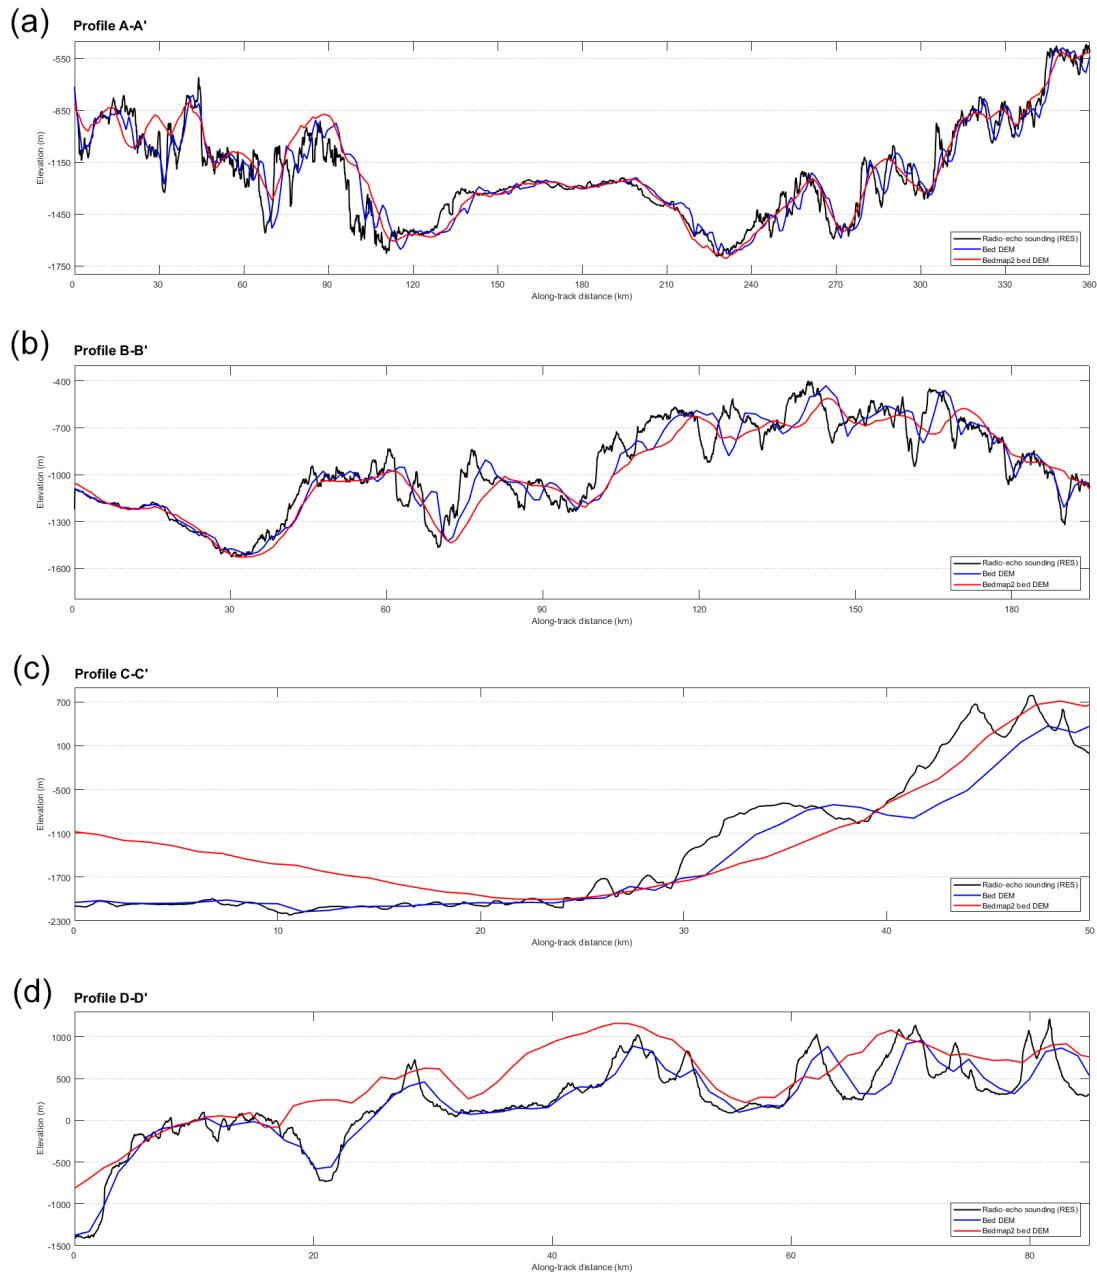 (a)
Profile A-A'
Elevation (m)
-550
-850
-1150
-1450
-1750
0 30 60 90 120 150 180 210 240 270 300 330 360
Along-track distance (km)
Radio-echo sounding (RES)
Bed DEM
Bedmap2 bed DEM
(b)
Profile B-B'
Elevation (m)
-400
-700
-1000
-1300
-1600
0 30 60 90 120 150 180
Along-track distance (km)
Radio-echo sounding (RES)
Bed DEM
Bedmap2 bed DEM
(c)
Profile C-C'
Elevation (m)
700
100
-500
-1100
-1700
-2300
0 10 20 30 40 50
Along-track distance (km)
Radio-echo sounding (RES)
Bed DEM
Bedmap2 bed DEM
(d)
Profile D-D'
Elevation (m)
1000
500
0
-500
-1000
-1500
0 20 40 60 80
Along-track distance (km)
Radio-echo sounding (RES)
Bed DEM
Bedmap2 bed DEM